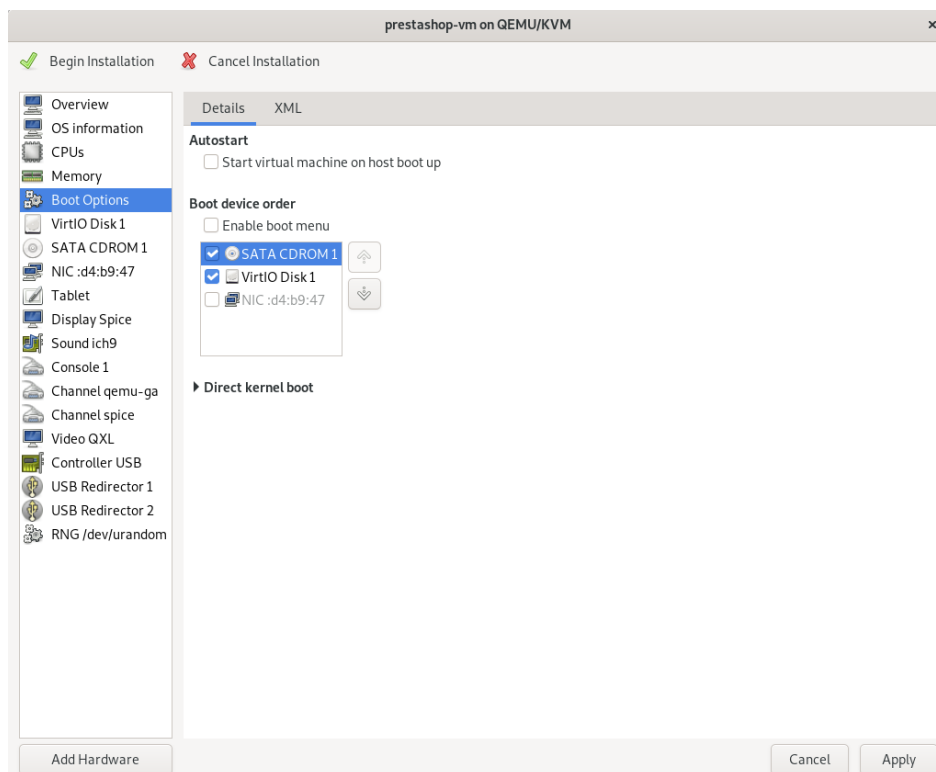 prestashop-vm on QEMU/KVM
Begin Installation
Cancel Installation
Overview
OS information
CPUs
Memory
Boot Options
VirtIO Disk 1
SATA CDROM 1
NIC :d4:b9:47
Tablet
Display Spice
Sound ich9
Console 1
Channel qemu-ga
Channel spice
Video QXL
Controller USB
USB Redirector 1
USB Redirector 2
RNG /dev/urandom
Add Hardware
Details
XML
Autostart
Start virtual machine on host boot up
Boot device order
Enable boot menu
SATA CDROM 1
VirtIO Disk 1
NIC :d4:b9:47
Direct kernel boot
Cancel
Apply